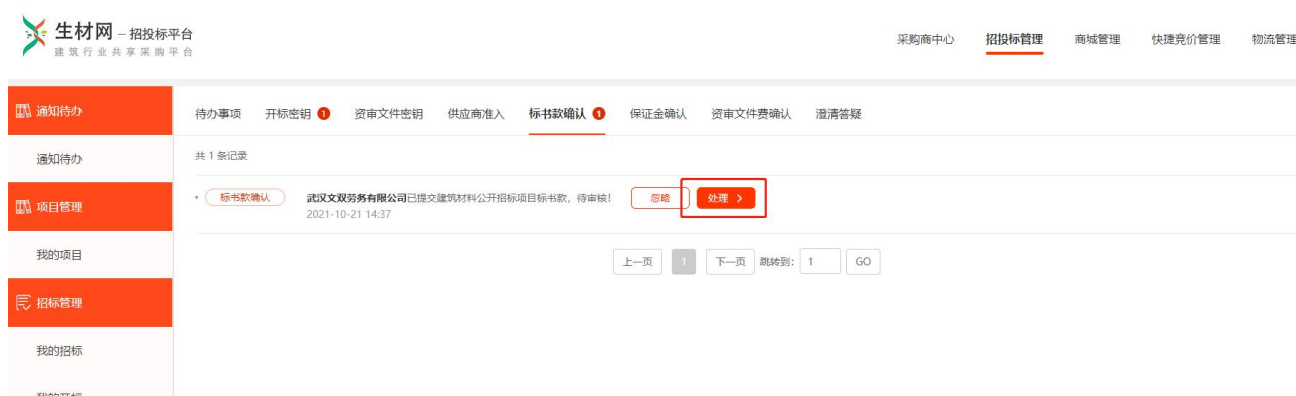 生材网 – 招投标平台
建筑行业共享采购平台
采购商中心 招投标管理 商城管理 快捷竞价管理 物流管理
通知待办
待办事项 开标密钥 1 资审文件密钥 供应商准入 标书款确认 1 保证金确认 资审文件费确认 澄清答疑
通知待办
共 1 条记录
项目管理
• 标书款确认 武汉文双劳务有限公司已提交建筑材料公开招标项目标书款，待审核！ 忽略 处理 >
2021-10-21 14:37
我的项目
上一页 1 下一页 跳转到: 1 GO
招标管理
我的招标